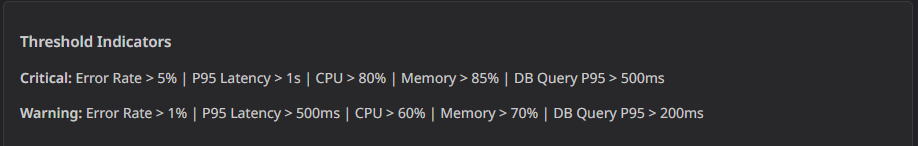 Threshold Indicators
Critical: Error Rate > 5% | P95 Latency > 1s | CPU > 80% | Memory > 85% | DB Query P95 > 500ms
Warning: Error Rate > 1% | P95 Latency > 500ms | CPU > 60% | Memory > 70% | DB Query P95 > 200ms